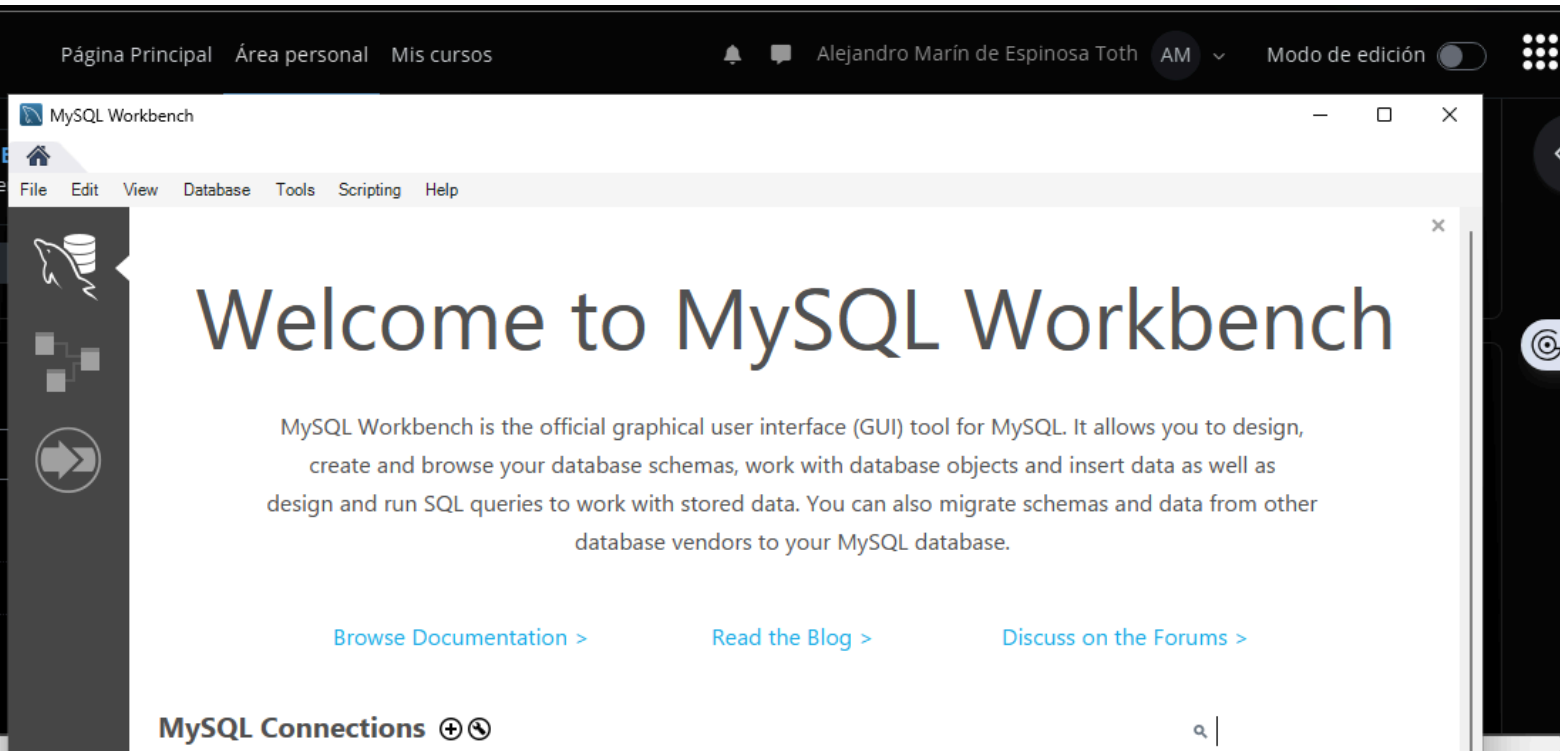 Página Principal Área personal Mis cursos Alejandro Marín de Espinosa Toth AM Modo de edición
MySQL Workbench
File Edit View Database Tools Scripting Help
Welcome to MySQL Workbench
MySQL Workbench is the official graphical user interface (GUI) tool for MySQL. It allows you to design,
create and browse your database schemas, work with database objects and insert data as well as
design and run SQL queries to work with stored data. You can also migrate schemas and data from other
database vendors to your MySQL database.
Browse Documentation > Read the Blog > Discuss on the Forums >
MySQL Connections